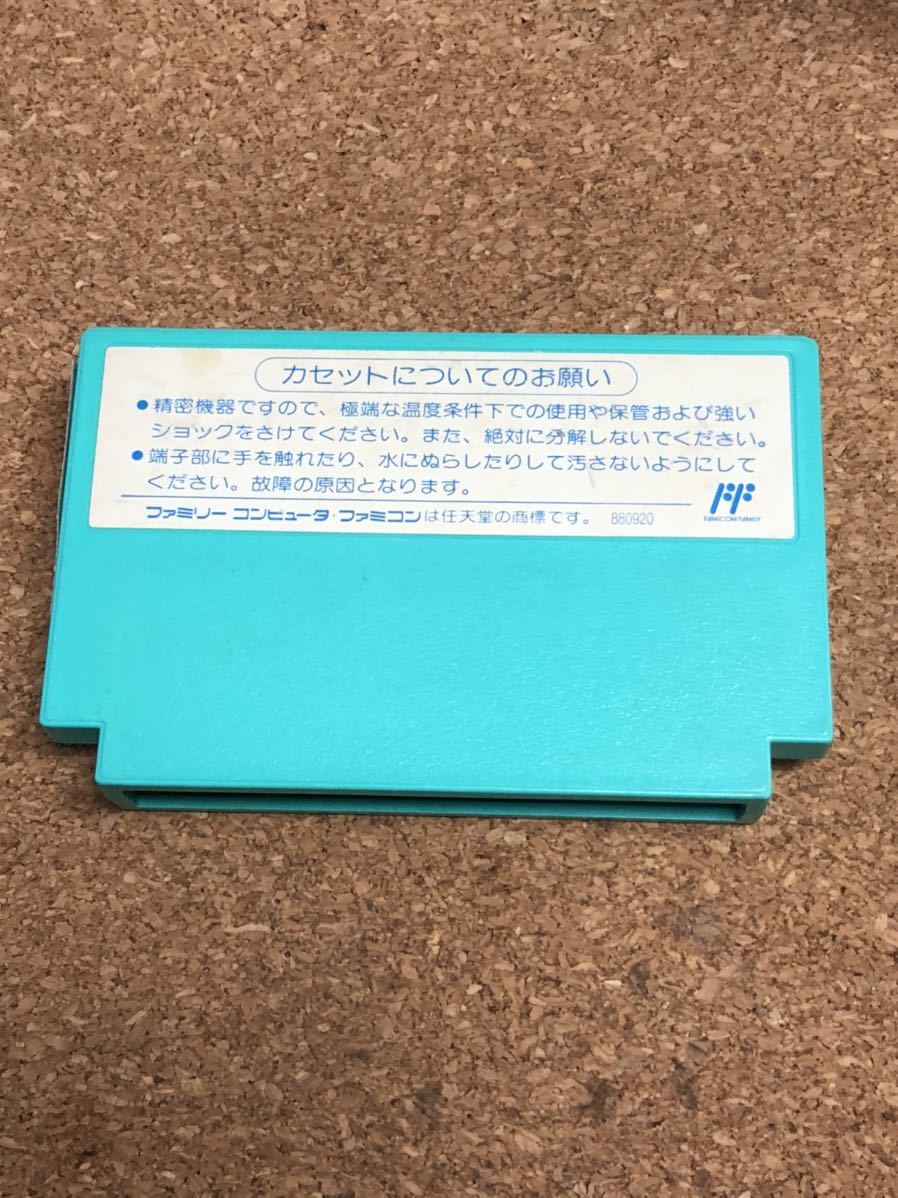 カセットについてのお願い
●精密機器ですので、極端な温度条件下での使用や保管および強い
ショックをさけてください。また、絶対に分解しないでください。
●端子部に手を触れたり、水にぬらしたりして汚さないようにして
ください。故障の原因となります。
ファミリーコンピュータ・ファミコンは任天堂の商標です。 880920
FAMICOM FAMILY